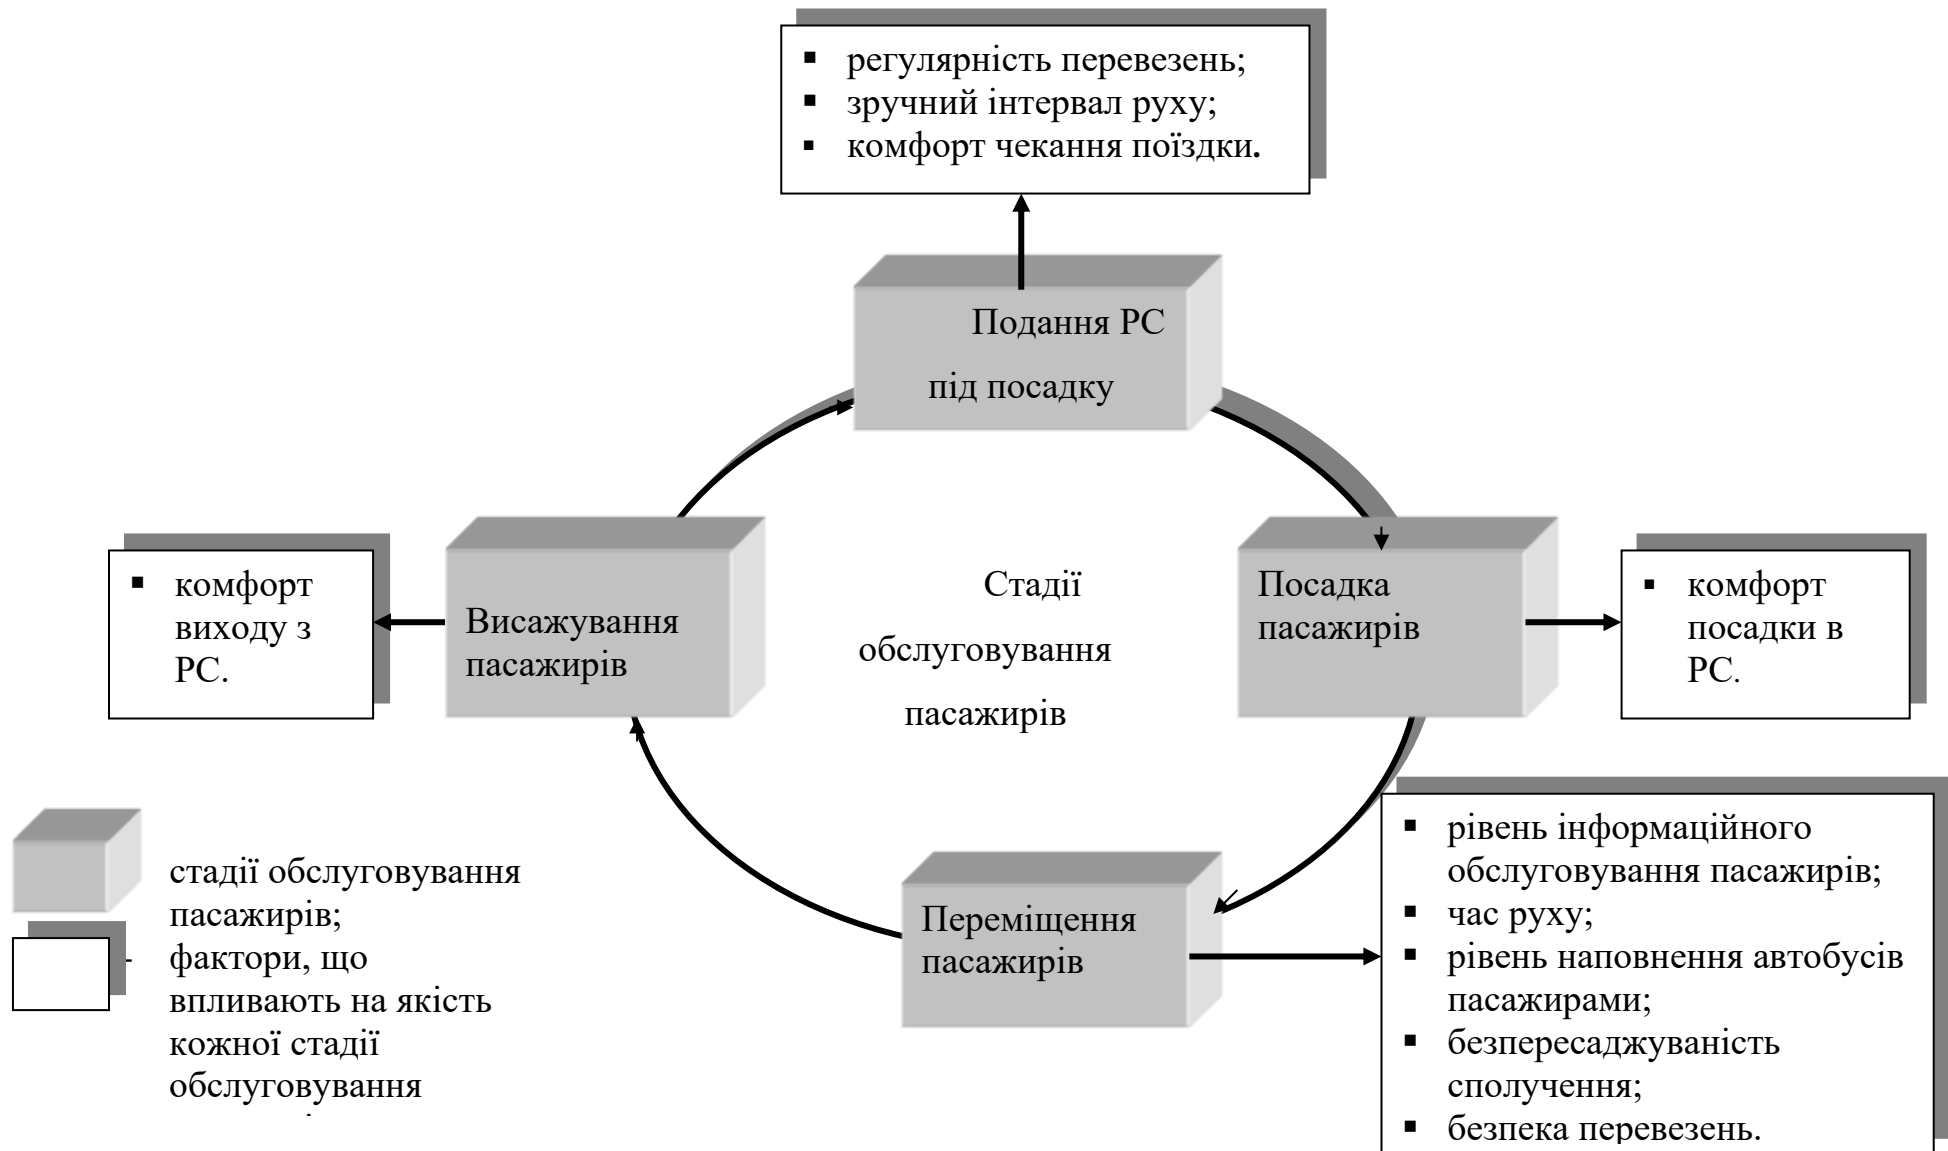 ▪ регулярність перевезень;
▪ зручний інтервал руху;
▪ комфорт чекання поїздки.
Подання РС
під посадку
▪ комфорт
виходу з
РС.
Висажування
пасажирів
Стадії
обслуговування
пасажирів
Посадка
пасажирів
▪ комфорт
посадки в
РС.
Переміщення
пасажирів
▪ рівень інформаційного
обслуговування пасажирів;
▪ час руху;
▪ рівень наповнення автобусів
пасажирами;
▪ безпересаджуваність
сполучення;
▪ безпека перевезень.
стадії обслуговування
пасажирів;
- фактори, що
впливають на якість
кожної стадії
обслуговування